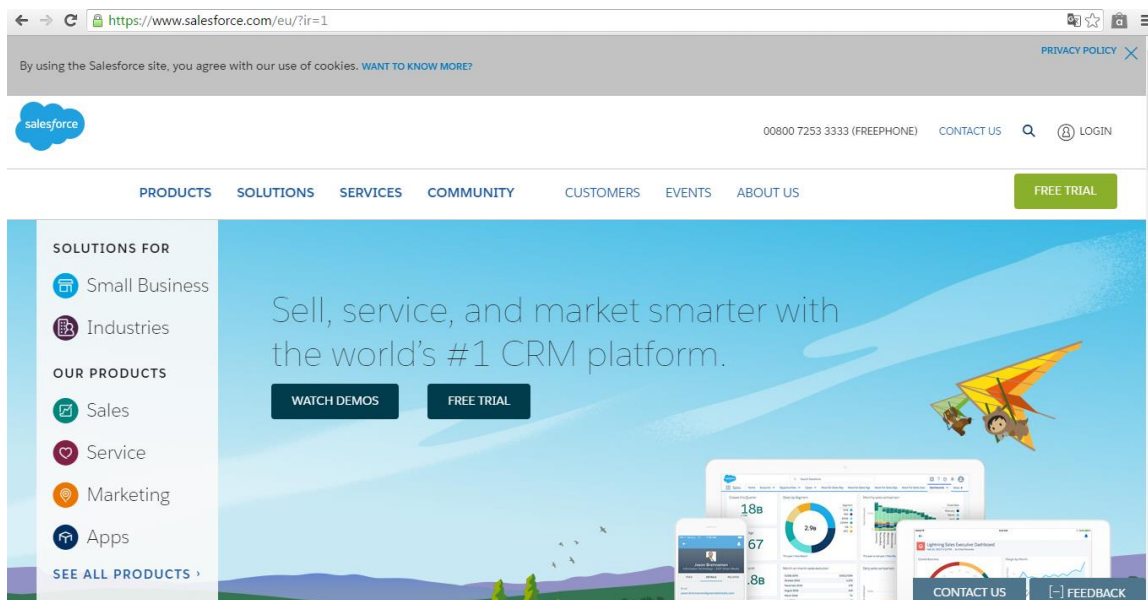 https://www.salesforce.com/eu/?ir=1
PRIVACY POLICY
By using the Salesforce site, you agree with our use of cookies. WANT TO KNOW MORE?
salesforce
00800 7253 3333 (FREEPHONE) CONTACT US LOGIN
PRODUCTS SOLUTIONS SERVICES COMMUNITY CUSTOMERS EVENTS ABOUT US FREE TRIAL
SOLUTIONS FOR
Small Business
Industries
OUR PRODUCTS
Sales
Service
Marketing
Apps
SEE ALL PRODUCTS ›
Sell, service, and market smarter with
the world's #1 CRM platform.
WATCH DEMOS FREE TRIAL
18B
2.9B
67
.8B
Lightning Sales Executive Dashboard
CONTACT US [–] FEEDBACK